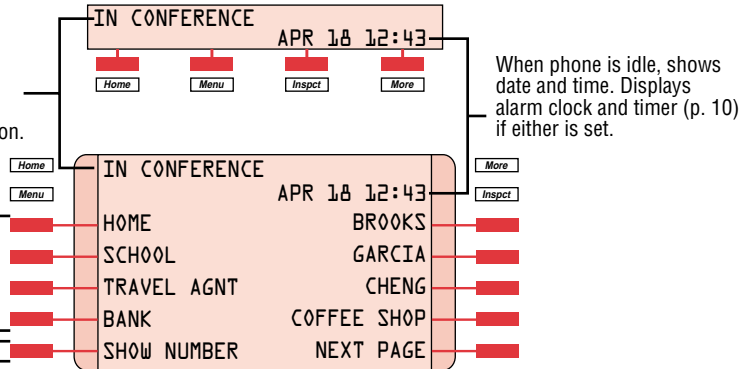 IN CONFERENCE
APR 18 12:43
Home Menu Inspct More
When phone is idle, shows
date and time. Displays
alarm clock and timer (p. 10)
if either is set.
on.
Home More
IN CONFERENCE
Menu Inspct
APR 18 12:43
HOME BROOKS
SCHOOL GARCIA
TRAVEL AGNT CHENG
BANK COFFEE SHOP
SHOW NUMBER NEXT PAGE